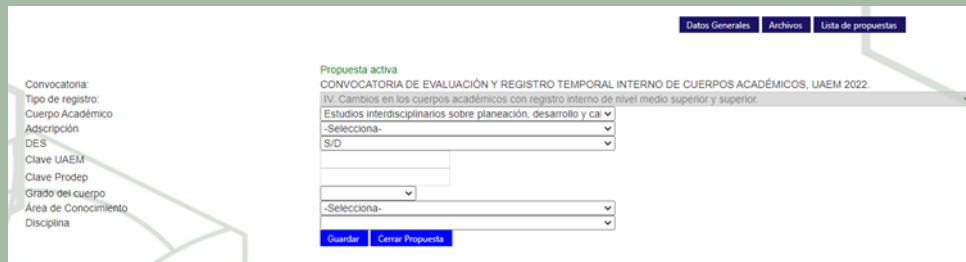 Datos Generales Archivos Lista de propuestas
Propuesta activa
Convocatoria: CONVOCATORIA DE EVALUACIÓN Y REGISTRO TEMPORAL INTERNO DE CUERPOS ACADÉMICOS, UAEM 2022.
Tipo de registro: IV. Cambios en los cuerpos académicos con registro interno de nivel medio superior y superior.
Cuerpo Académico Estudios interdisciplinarios sobre planeación, desarrollo y cal
Adscripción -Selecciona-
DES S/D
Clave UAEM
Clave Prodep
Grado del cuerpo
Área de Conocimiento -Selecciona-
Disciplina
Guardar Cerrar Propuesta